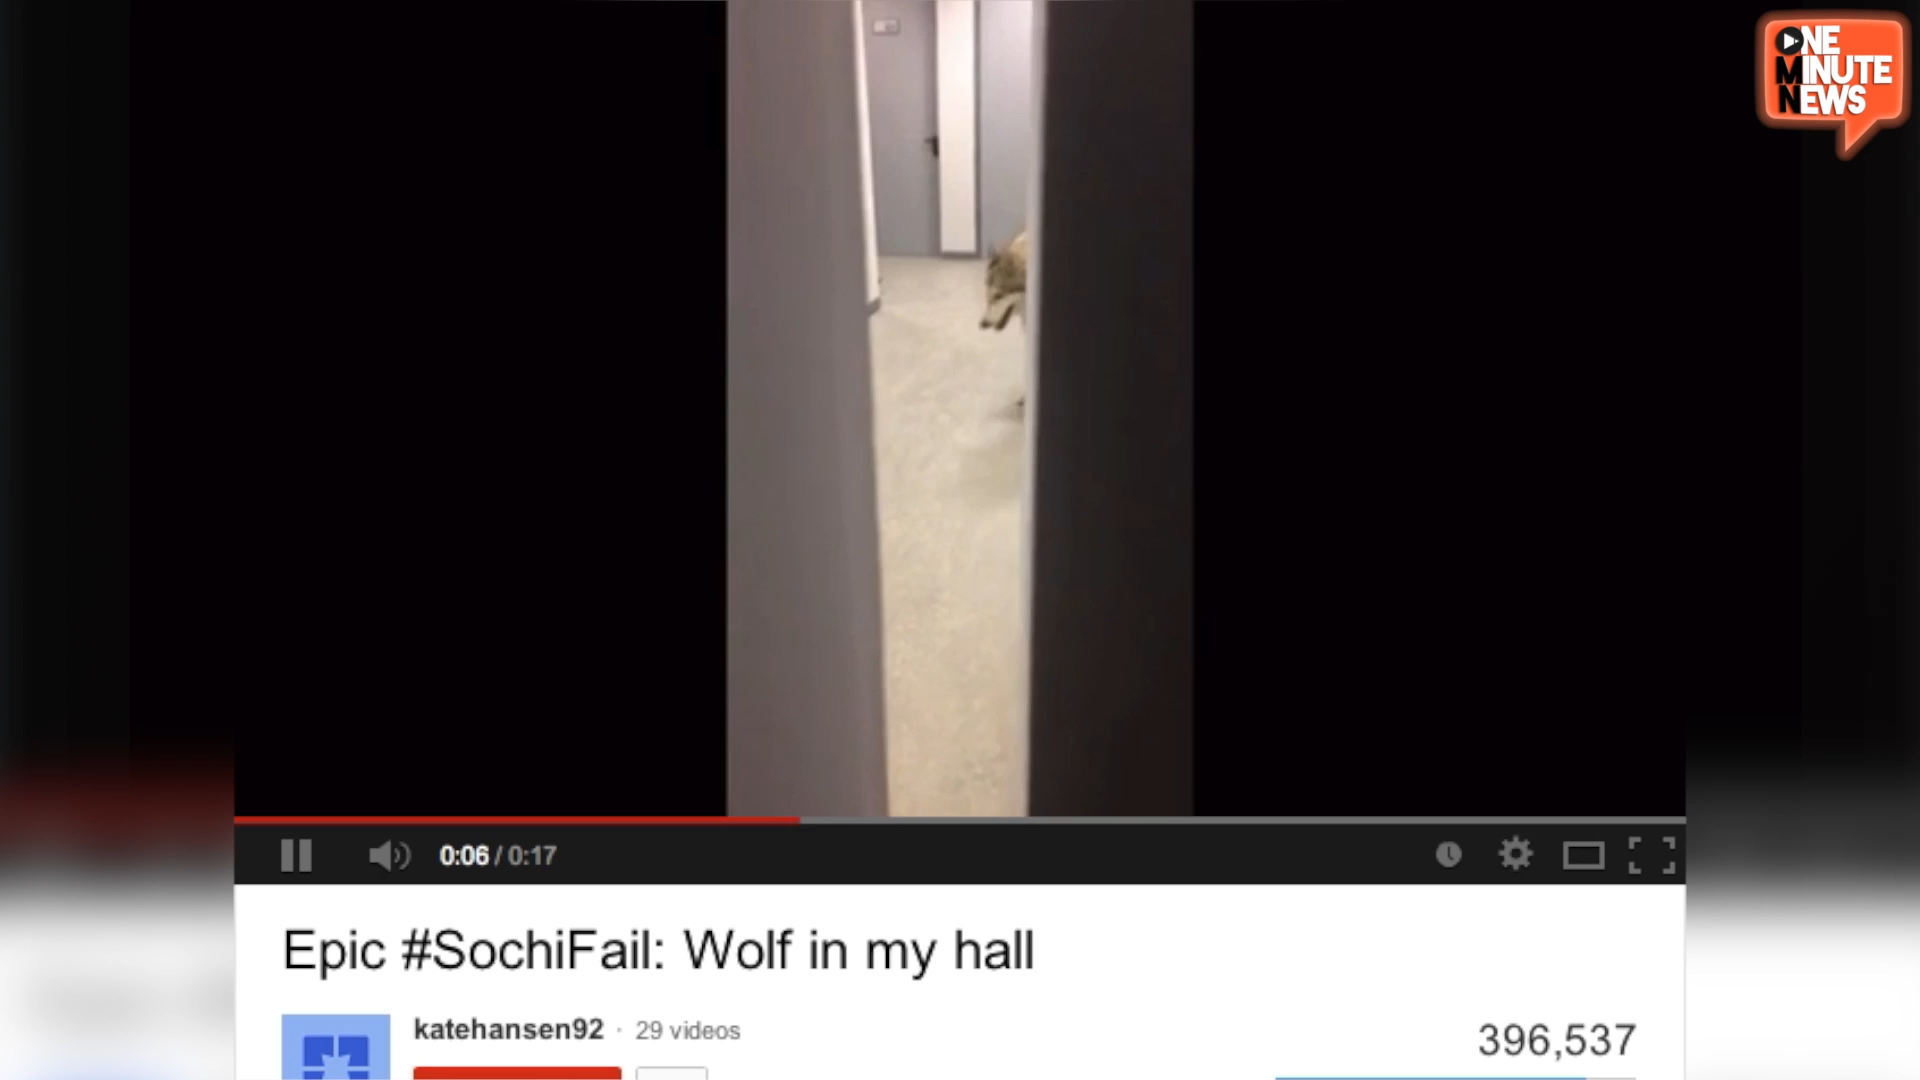 ONE
MINUTE
NEWS
0:06 / 0:17
Epic #SochiFail: Wolf in my hall
katehansen92 · 29 videos
396,537